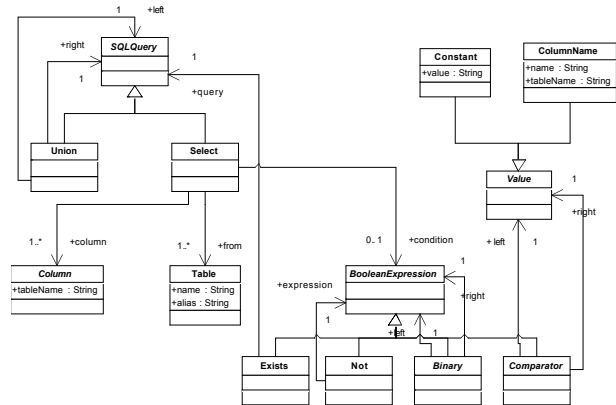 1 +left
SQLQuery
+right
1
1
+query
Constant
+value : String
ColumnName
+name : String
+tableName : String
Union
Select
Value
1
+right
+ left
1
1..* +column
1..* +from
0..1 +condition
Column
+tableName : String
Table
+name : String
+alias : String
+expression
1
BooleanExpression
1
+right
+left
1
Exists
Not
Binary
Comparator